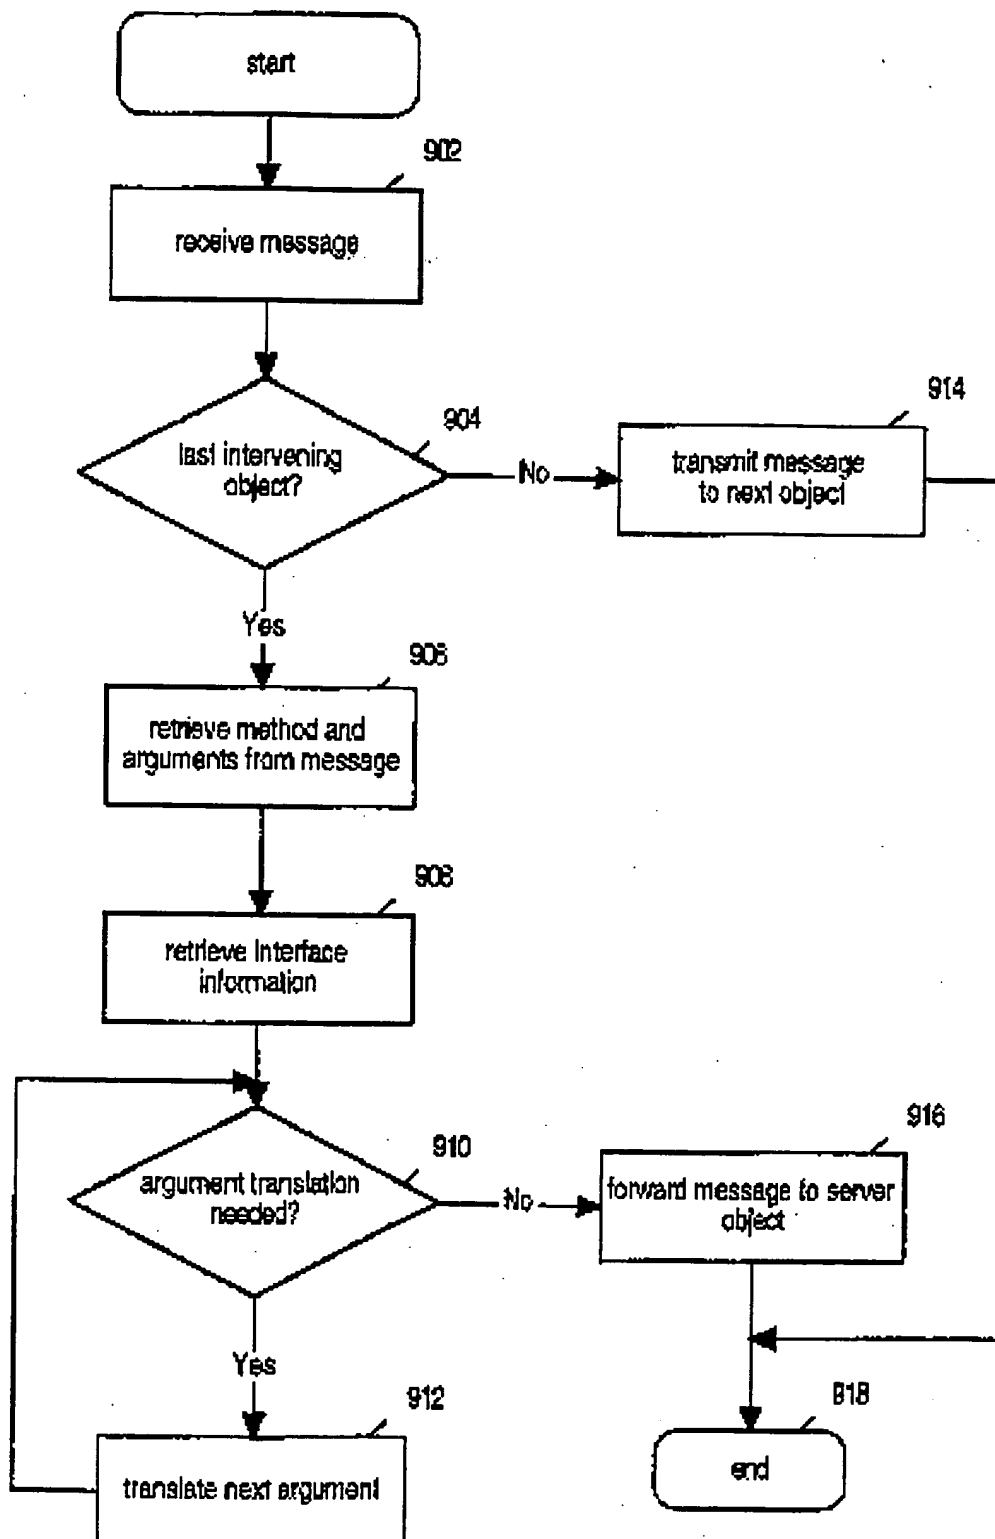 start
902
receive message
904
last intervening
object?
No
914
transmit message
to next object
Yes
906
retrieve method and
arguments from message
908
retrieve interface
information
910
argument translation
needed?
No
916
forward message to server
object
Yes
912
translate next argument
918
end